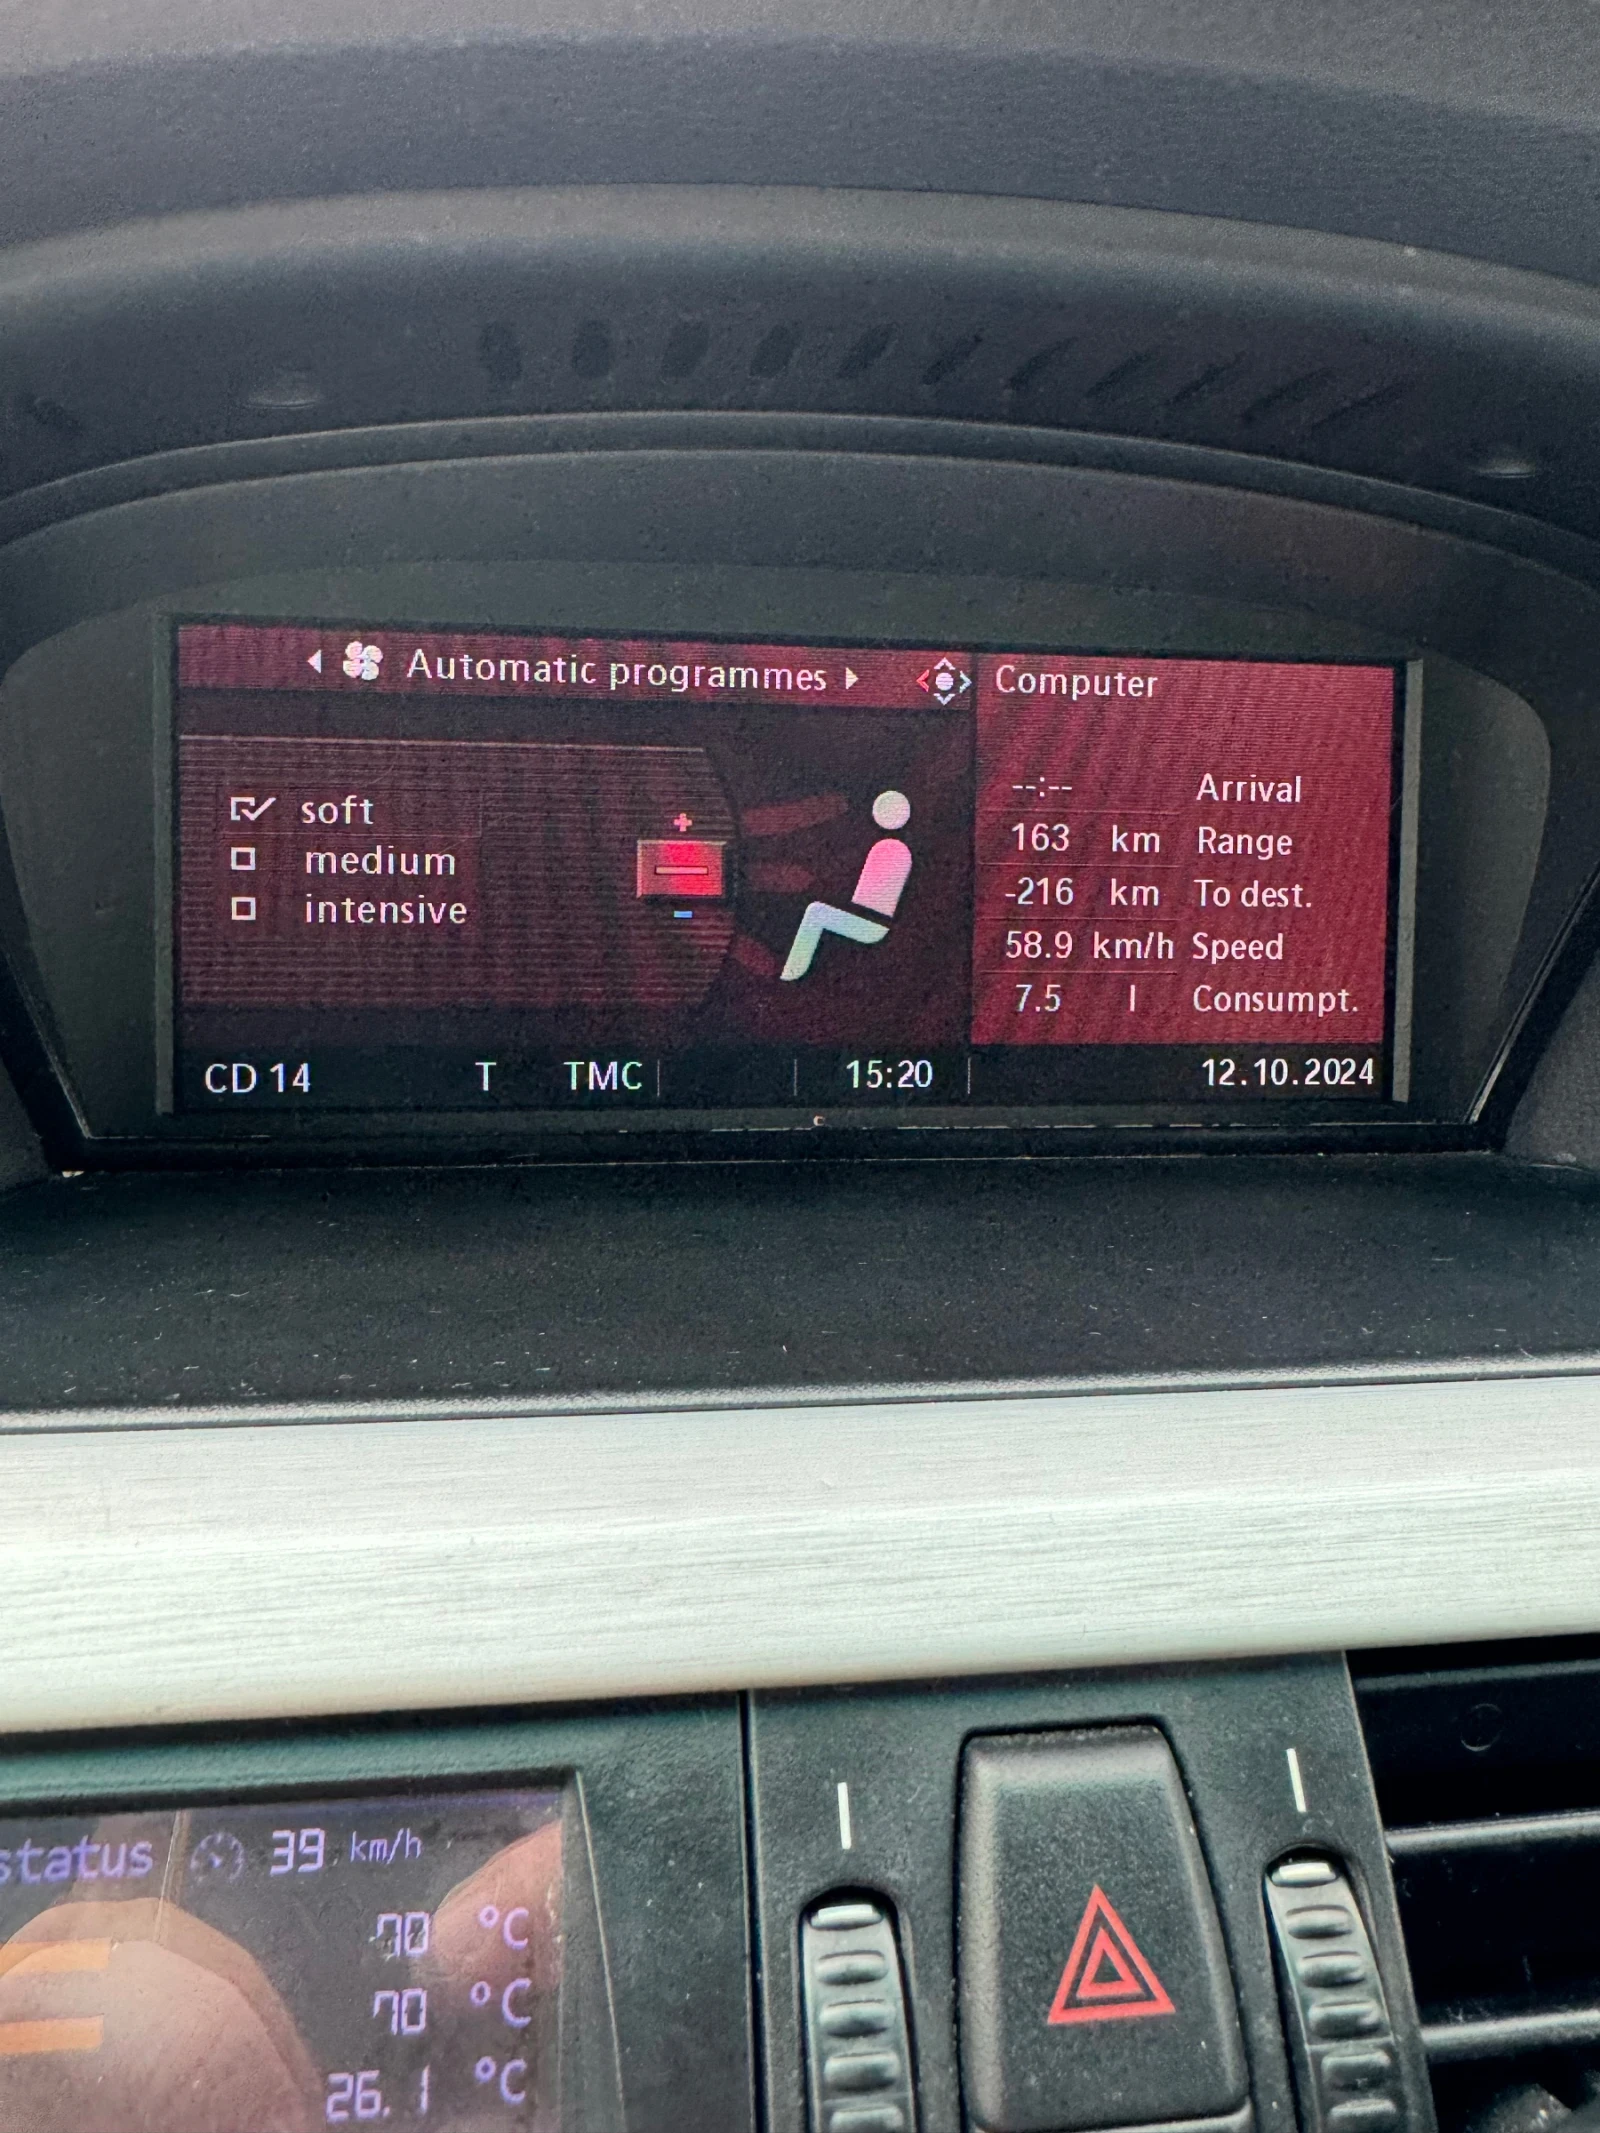 Automatic programmes
Computer
soft
medium
intensive
--:-- Arrival
163 km Range
-216 km To dest.
58.9 km/h Speed
7.5 l Consumpt.
CD 14 T TMC 15:20 12.10.2024
status 39 km/h
70 °C
70 °C
26.1 °C